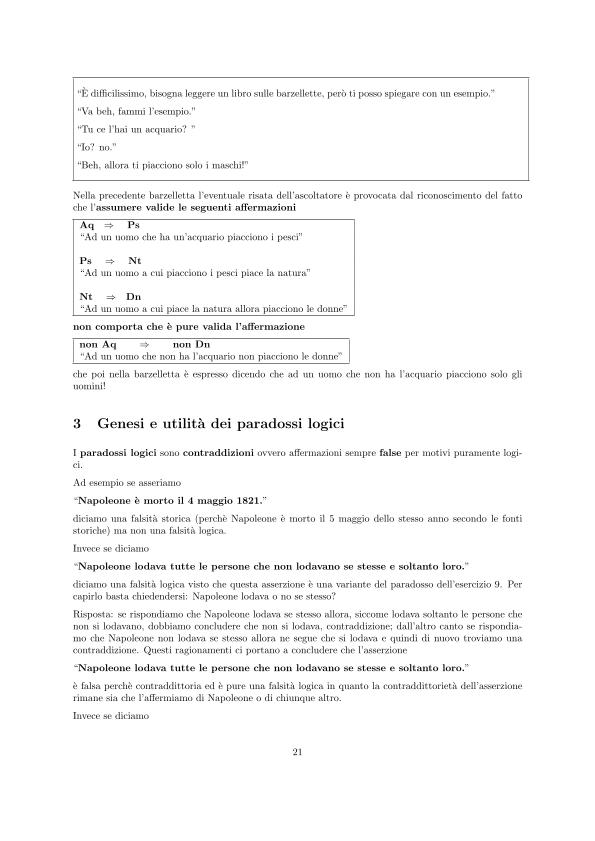 “È difficilissimo, bisogna leggere un libro sulle barzellette, però ti posso spiegare con un esempio.”
“Va beh, fammi l'esempio.”
“Tu ce l'hai un acquario? ”
“Io? no.”
“Beh, allora ti piacciono solo i maschi!”
Nella precedente barzelletta l'eventuale risata dell'ascoltatore è provocata dal riconoscimento del fatto
che l'assumere valide le seguenti affermazioni
Aq ⇒ Ps
“Ad un uomo che ha un'acquario piacciono i pesci”
Ps ⇒ Nt
“Ad un uomo a cui piacciono i pesci piace la natura”
Nt ⇒ Dn
“Ad un uomo a cui piace la natura allora piacciono le donne”
non comporta che è pure valida l'affermazione
non Aq ⇒ non Dn
“Ad un uomo che non ha l'acquario non piacciono le donne”
che poi nella barzelletta è espresso dicendo che ad un uomo che non ha l'acquario piacciono solo gli
uomini!
3 Genesi e utilità dei paradossi logici
I paradossi logici sono contraddizioni ovvero affermazioni sempre false per motivi puramente logi-
ci.
Ad esempio se asseriamo
“Napoleone è morto il 4 maggio 1821.”
diciamo una falsità storica (perchè Napoleone è morto il 5 maggio dello stesso anno secondo le fonti
storiche) ma non una falsità logica.
Invece se diciamo
“Napoleone lodava tutte le persone che non lodavano se stesse e soltanto loro.”
diciamo una falsità logica visto che questa asserzione è una variante del paradosso dell'esercizio 9. Per
capirlo basta chiedendersi: Napoleone lodava o no se stesso?
Risposta: se rispondiamo che Napoleone lodava se stesso allora, siccome lodava soltanto le persone che
non si lodavano, dobbiamo concludere che non si lodava, contraddizione; dall'altro canto se rispondia-
mo che Napoleone non lodava se stesso allora ne segue che si lodava e quindi di nuovo troviamo una
contraddizione. Questi ragionamenti ci portano a concludere che l'asserzione
“Napoleone lodava tutte le persone che non lodavano se stesse e soltanto loro.”
è falsa perchè contraddittoria ed è pure una falsità logica in quanto la contraddittorietà dell'asserzione
rimane sia che l'affermiamo di Napoleone o di chiunque altro.
Invece se diciamo
21